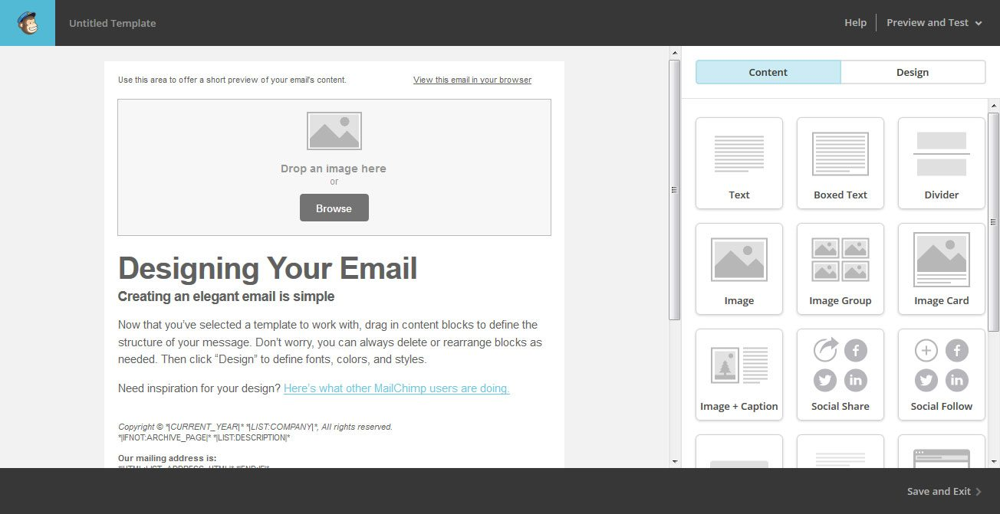 Untitled Template
Help
Preview and Test
Use this area to offer a short preview of your email's content.
View this email in your browser
Drop an image here
or
Browse
Designing Your Email
Creating an elegant email is simple
Now that you’ve selected a template to work with, drag in content blocks to define the
structure of your message. Don’t worry, you can always delete or rearrange blocks as
needed. Then click “Design” to define fonts, colors, and styles.
Need inspiration for your design? Here’s what other MailChimp users are doing.
Copyright © *|CURRENT_YEAR|* *|LIST:COMPANY|*, All rights reserved.
*|IFNOT:ARCHIVE_PAGE|* *|LIST:DESCRIPTION|*
Our mailing address is:
*|HTML:LIST_ADDRESS_HTML|* *|END:IF|*
Content
Design
Text
Boxed Text
Divider
Image
Image Group
Image Card
Image + Caption
Social Share
Social Follow
Save and Exit